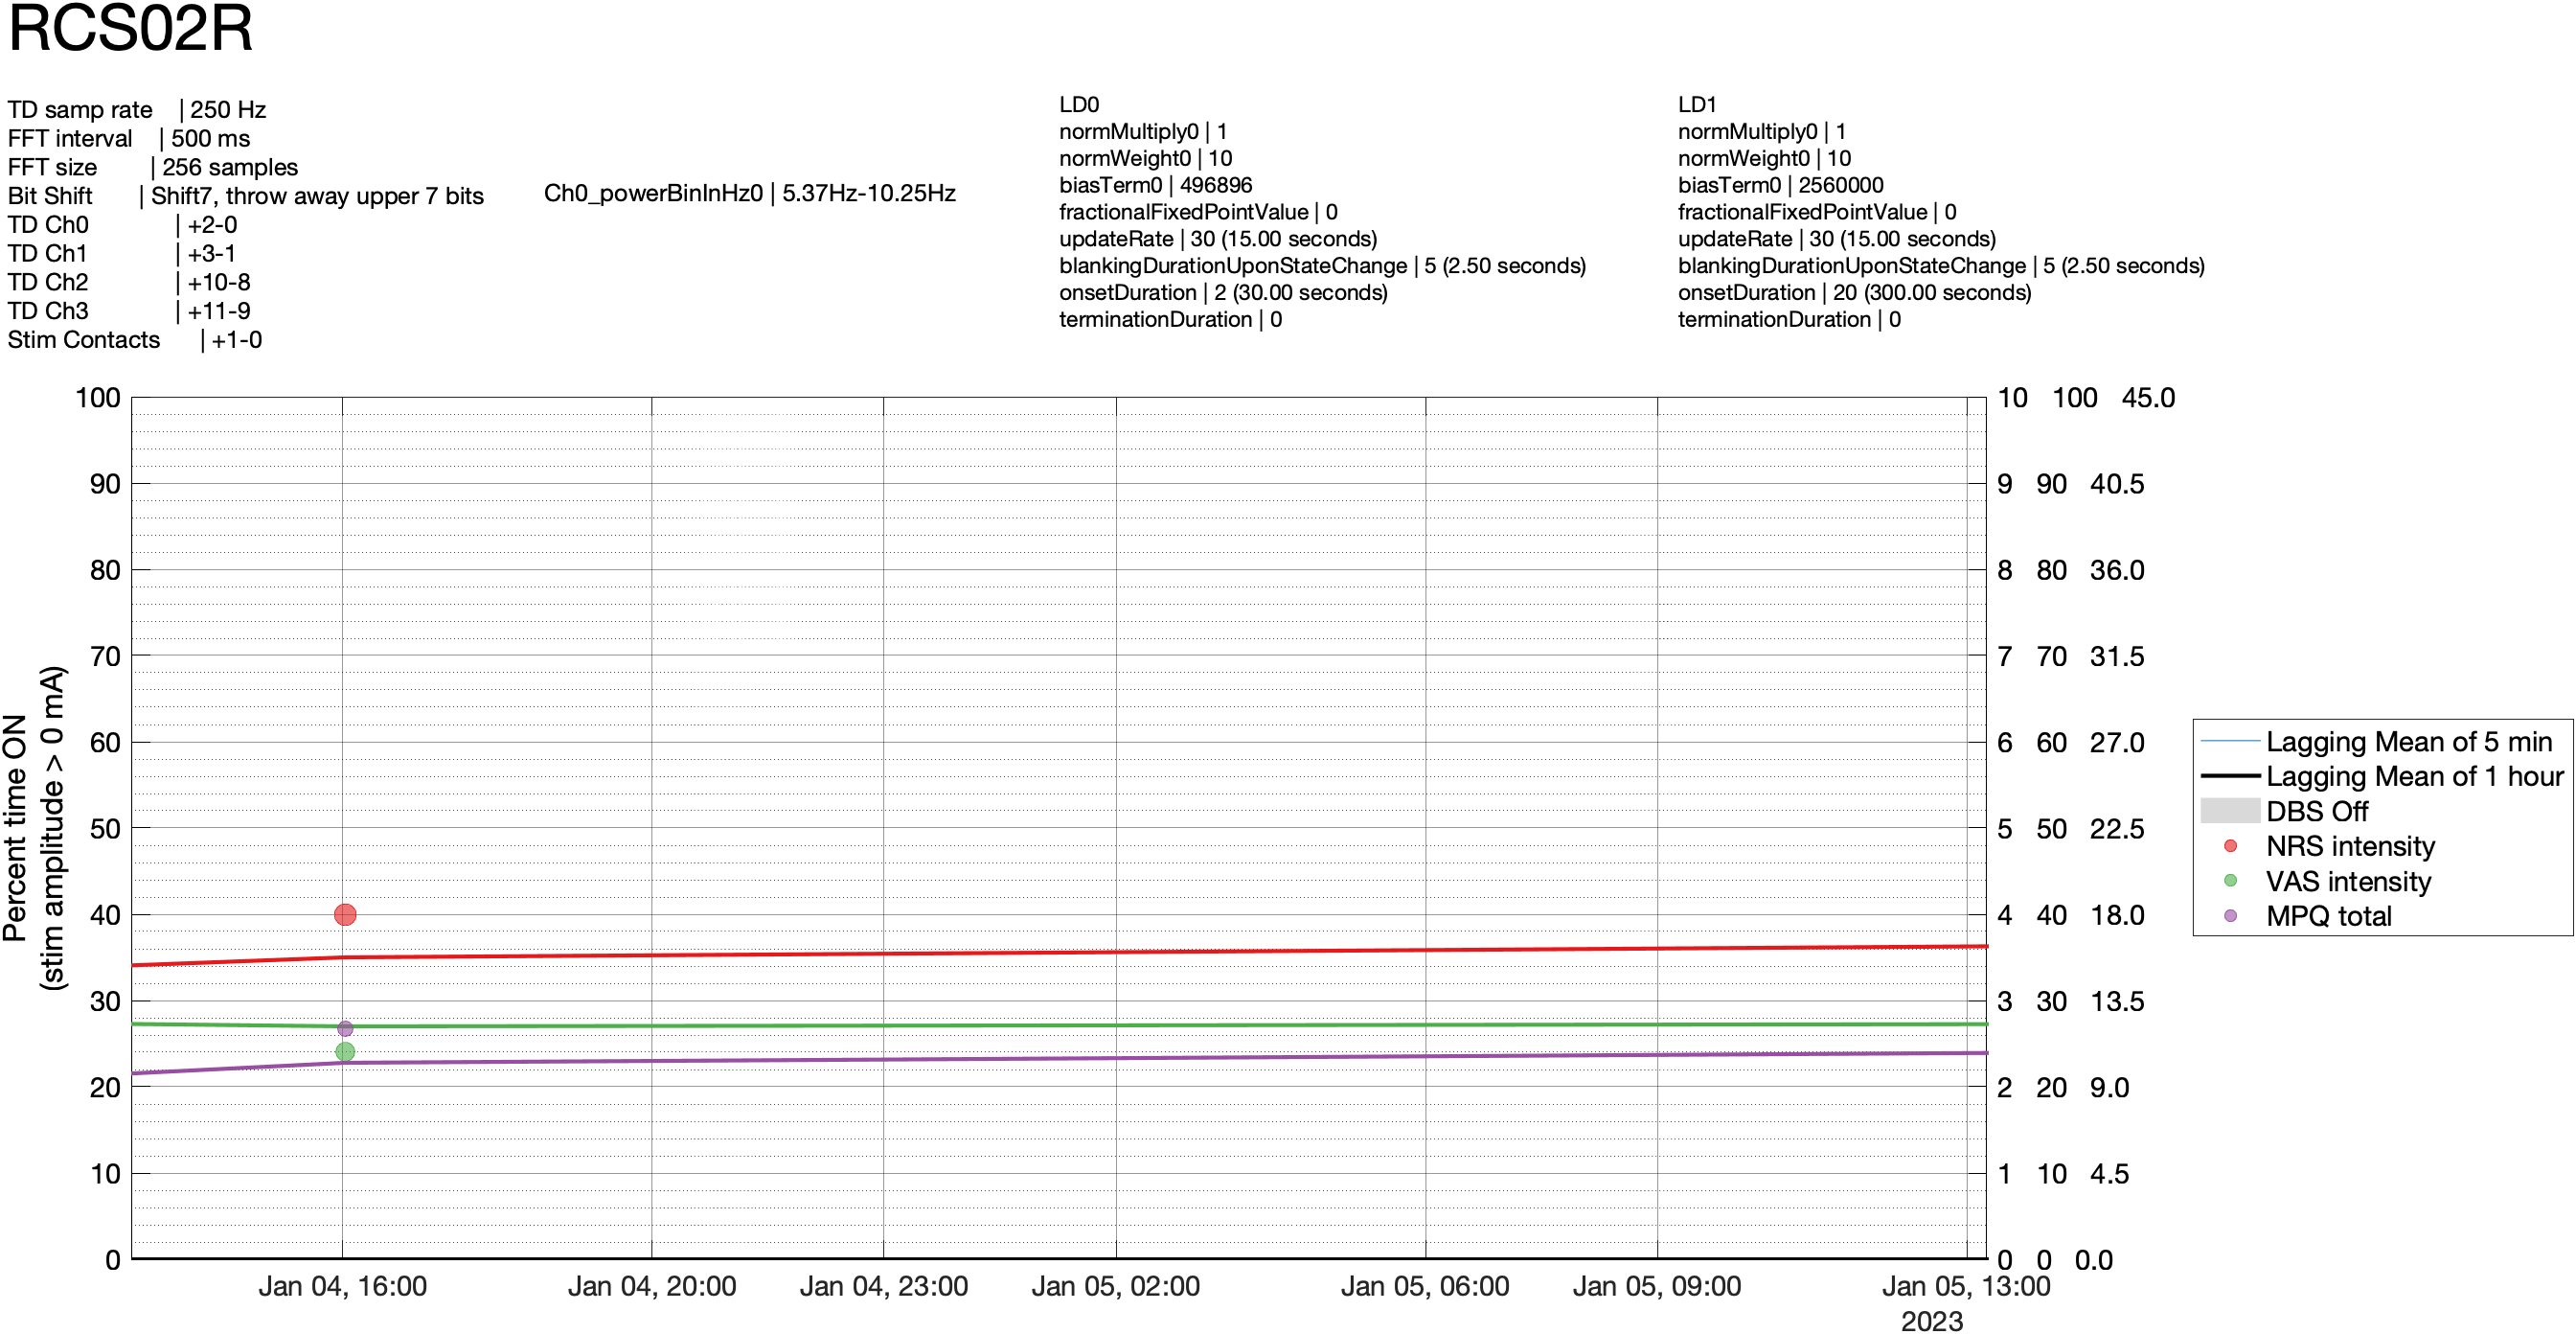 RCS02R
TD samp rate | 250 Hz
FFT interval | 500 ms
FFT size | 256 samples
Bit Shift | Shift7, throw away upper 7 bits
TD Ch0 | +2-0
TD Ch1 | +3-1
TD Ch2 | +10-8
TD Ch3 | +11-9
Stim Contacts | +1-0
Ch0_powerBinInHz0 | 5.37Hz-10.25Hz
LD0
normMultiply0 | 1
normWeight0 | 10
biasTerm0 | 496896
fractionalFixedPointValue | 0
updateRate | 30 (15.00 seconds)
blankingDurationUponStateChange | 5 (2.50 seconds)
onsetDuration | 2 (30.00 seconds)
terminationDuration | 0
LD1
normMultiply0 | 1
normWeight0 | 10
biasTerm0 | 2560000
fractionalFixedPointValue | 0
updateRate | 30 (15.00 seconds)
blankingDurationUponStateChange | 5 (2.50 seconds)
onsetDuration | 20 (300.00 seconds)
terminationDuration | 0
Percent time ON
(stim amplitude > 0 mA)
100
90
80
70
60
50
40
30
20
10
0
10 100 45.0
9 90 40.5
8 80 36.0
7 70 31.5
6 60 27.0
5 50 22.5
4 40 18.0
3 30 13.5
2 20 9.0
1 10 4.5
0 0 0.0
Jan 04, 16:00
Jan 04, 20:00
Jan 04, 23:00
Jan 05, 02:00
Jan 05, 06:00
Jan 05, 09:00
Jan 05, 13:00
2023
Lagging Mean of 5 min
Lagging Mean of 1 hour
DBS Off
NRS intensity
VAS intensity
MPQ total